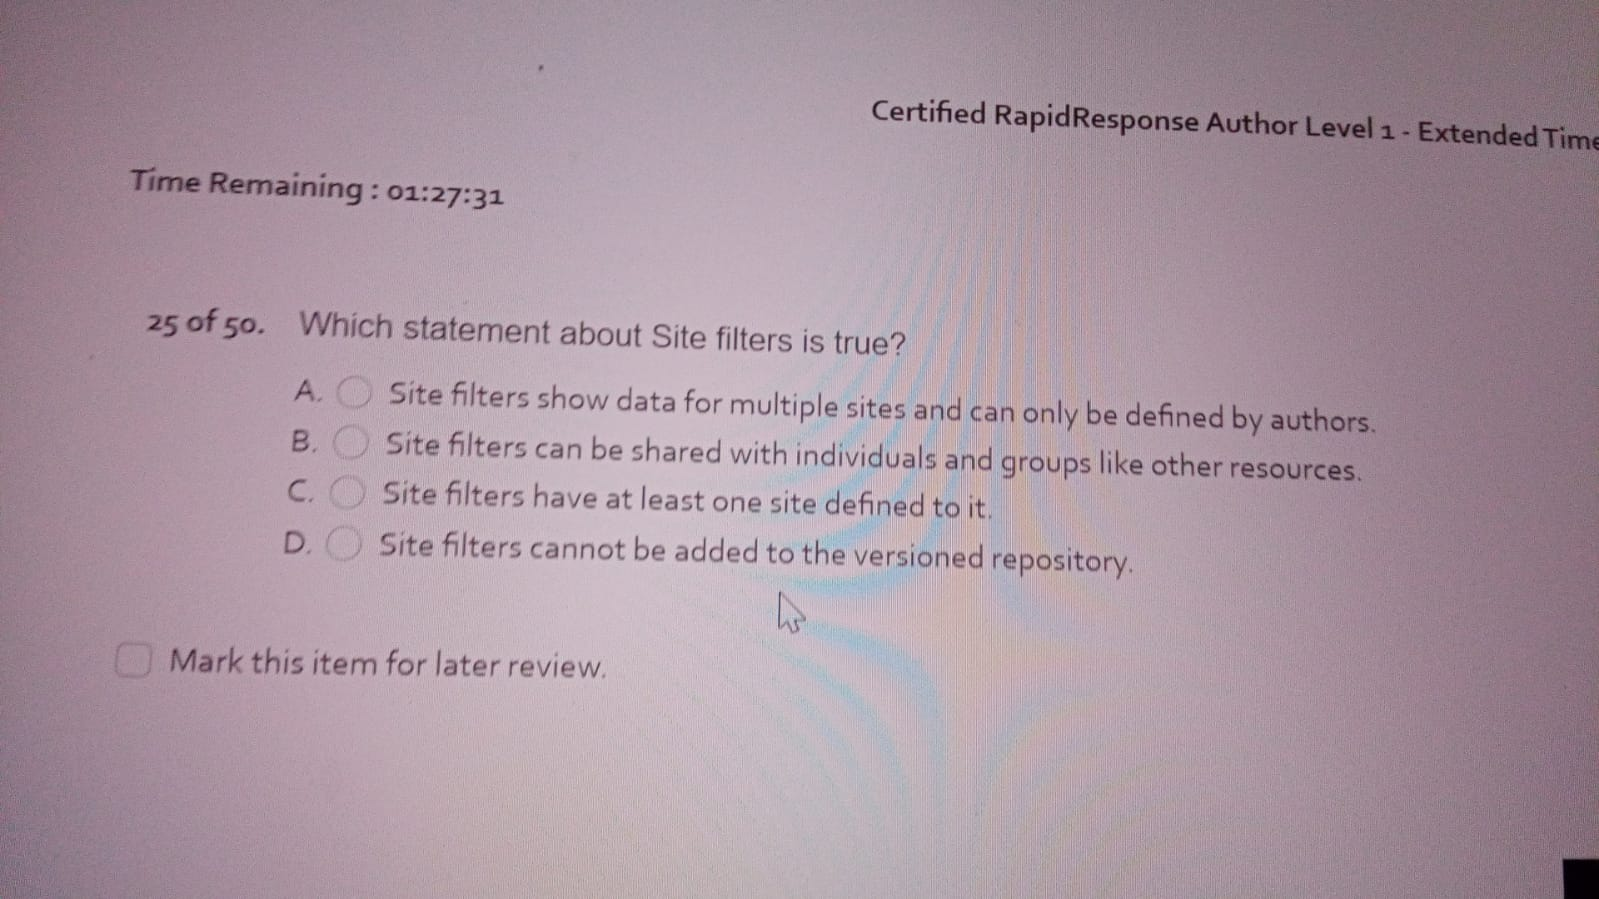 Certified RapidResponse Author Level 1 - Extended Time
Time Remaining : 01:27:31
25 of 50. Which statement about Site filters is true?
A. Site filters show data for multiple sites and can only be defined by authors.
B. Site filters can be shared with individuals and groups like other resources.
C. Site filters have at least one site defined to it.
D. Site filters cannot be added to the versioned repository.
Mark this item for later review.